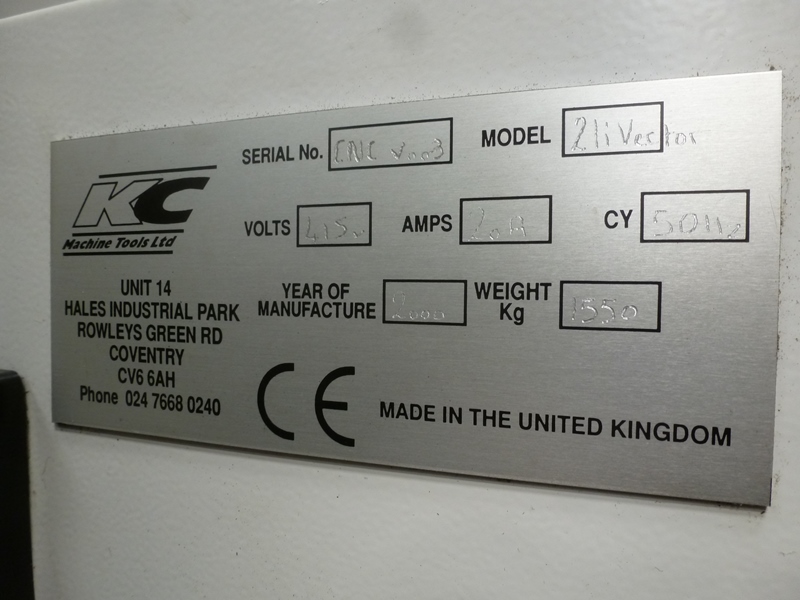 KC
Machine Tools Ltd
UNIT 14
HALES INDUSTRIAL PARK
ROWLEYS GREEN RD
COVENTRY
CV6 6AH
Phone 024 7668 0240
SERIAL No. CNC V003 MODEL 21i Vector
VOLTS 415v AMPS 20A CY 50Hz
YEAR OF MANUFACTURE 2000 WEIGHT Kg 1550
CE MADE IN THE UNITED KINGDOM